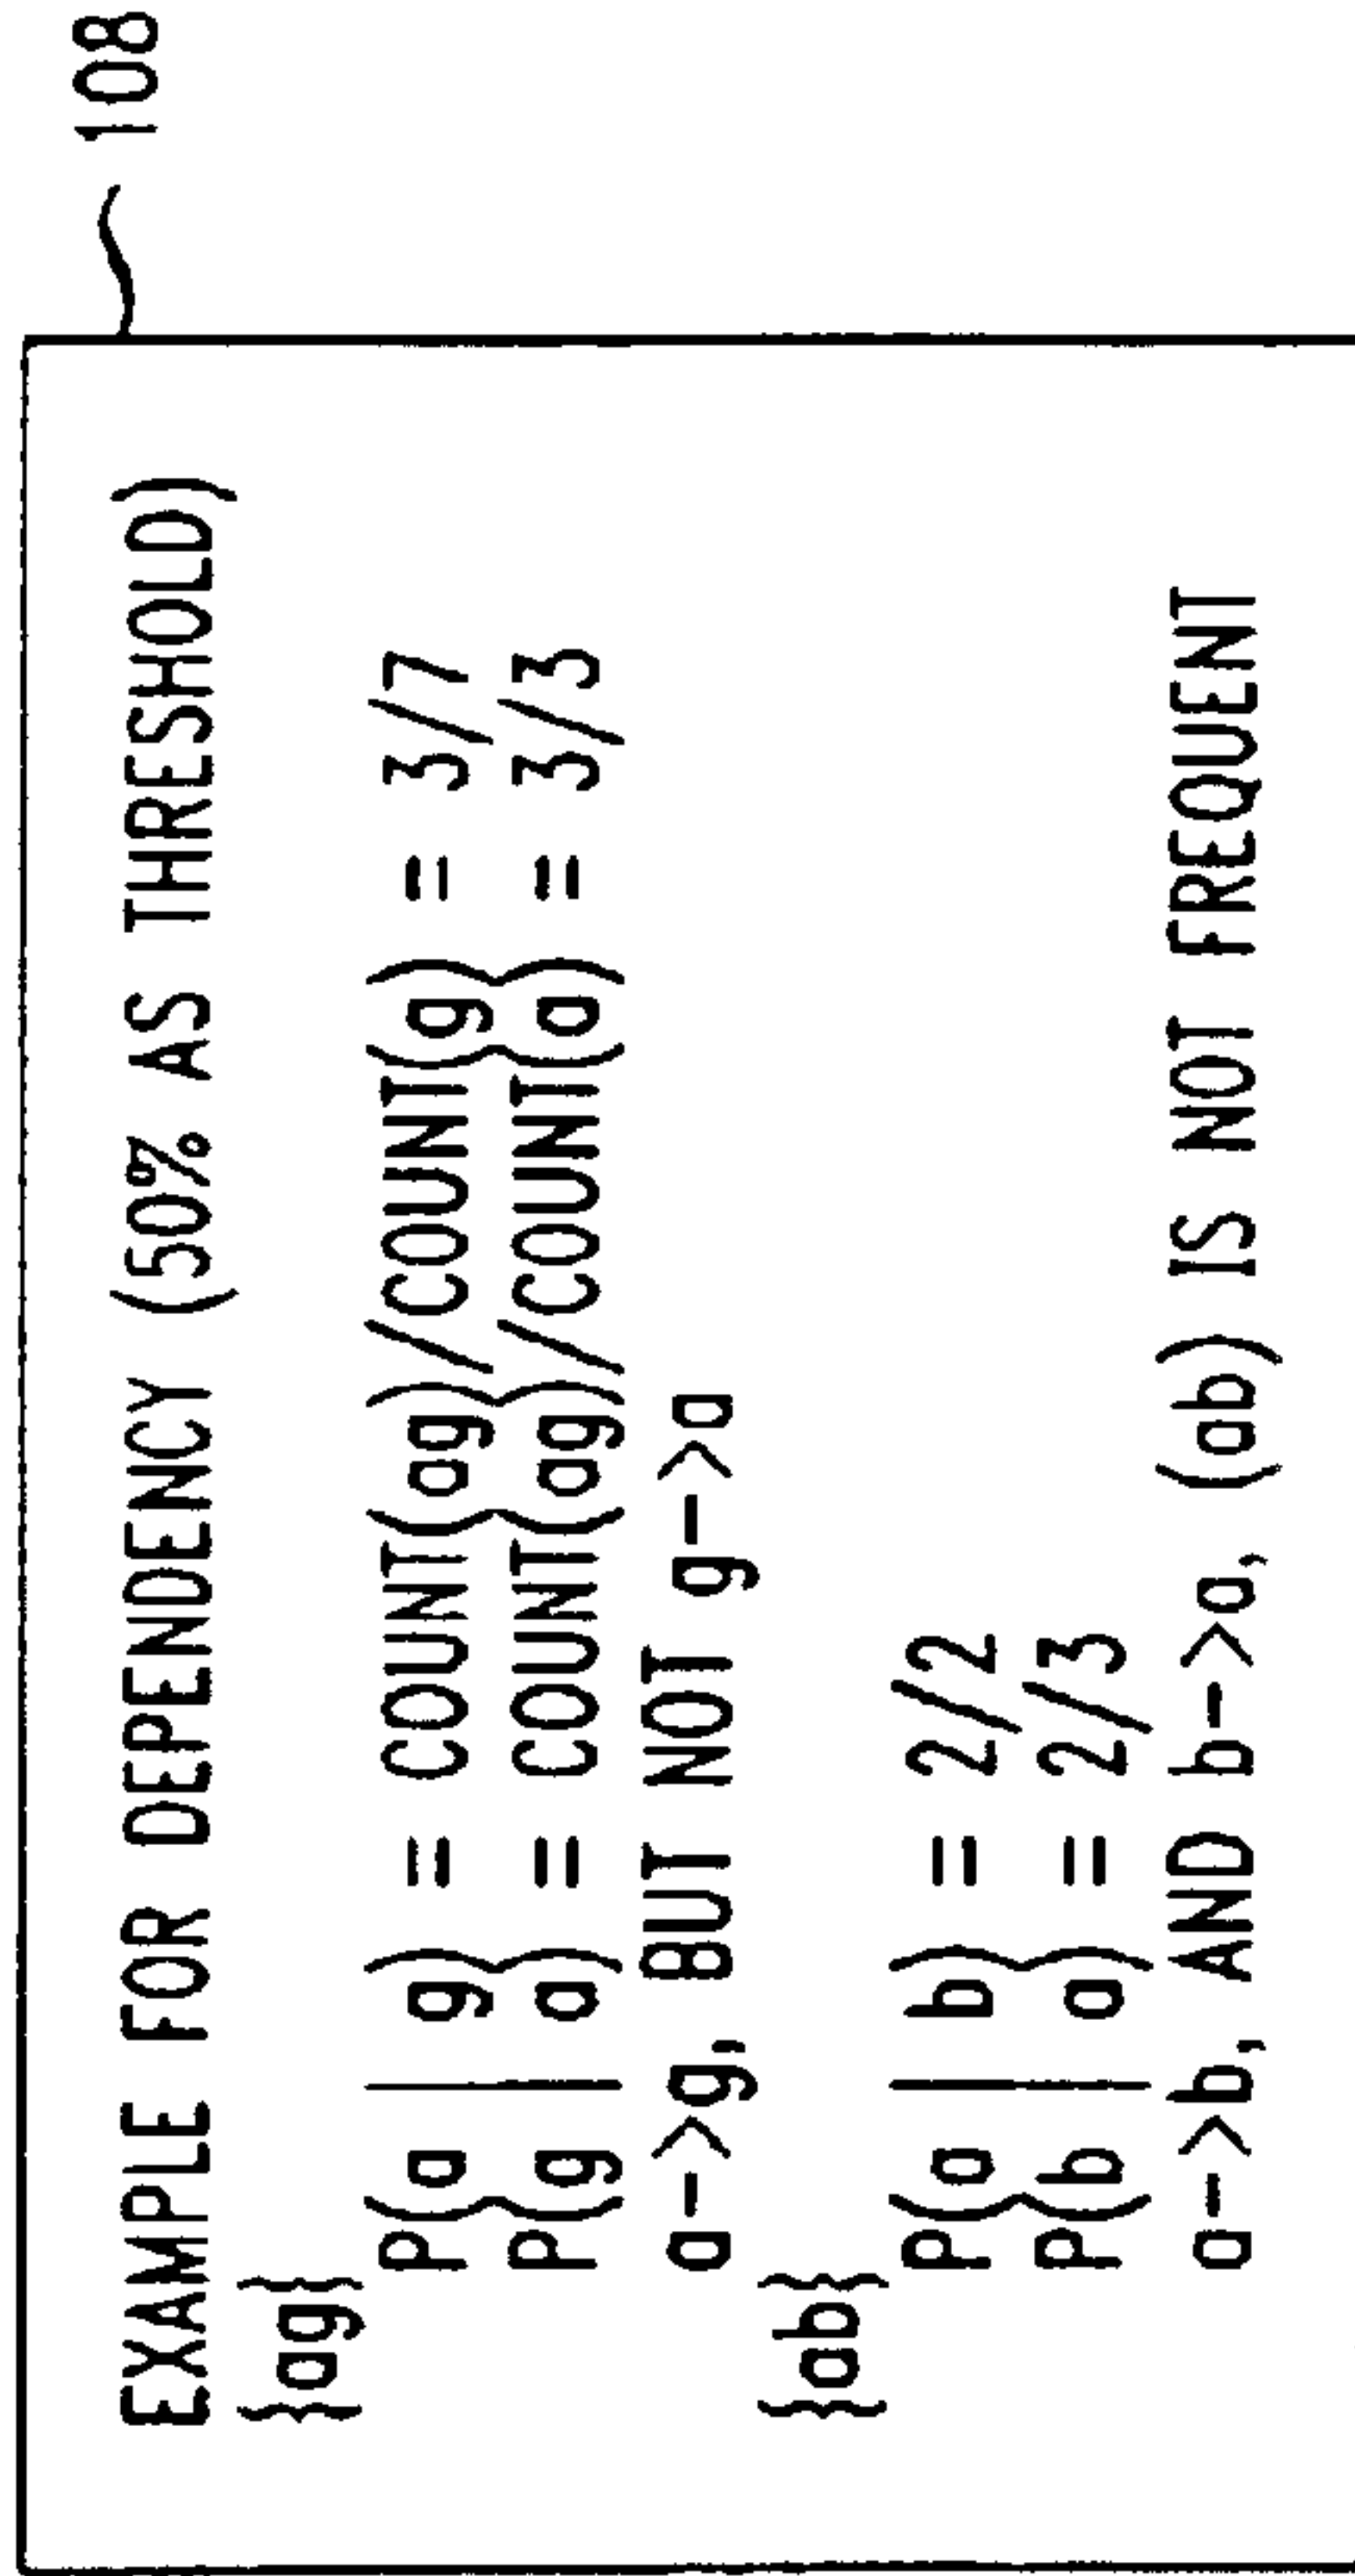 108
EXAMPLE FOR DEPENDENCY (50% AS THRESHOLD)
{ag}
P(a | g) = COUNT(ag)/COUNT(g) = 3/7
P(g | a) = COUNT(ag)/COUNT(a) = 3/3
a->g, BUT NOT g->a
{ab}
P(a | b) = 2/2
P(b | a) = 2/3
a->b, AND b->a, (ab) IS NOT FREQUENT